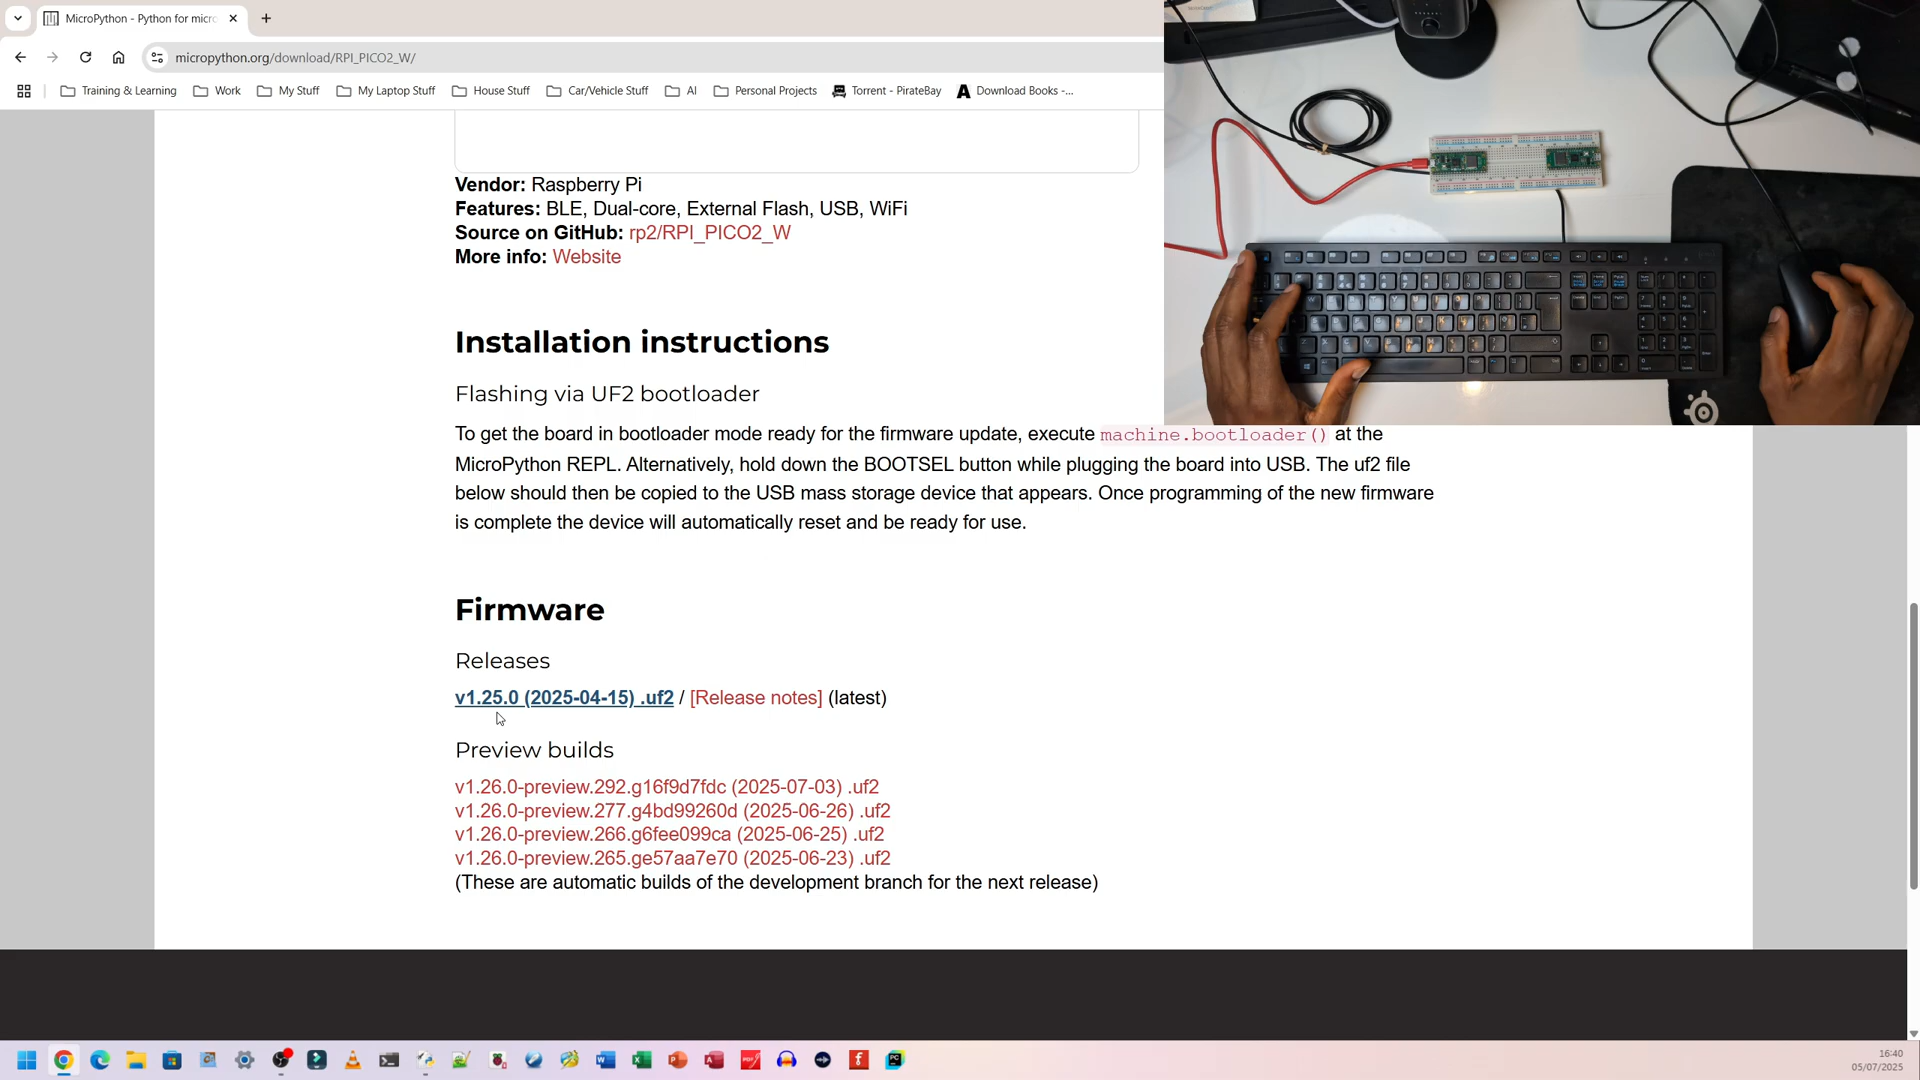 MicroPython - Python for micro
micropython.org/download/RPI_PICO2_W/
Training & Learning
Work
My Stuff
My Laptop Stuff
House Stuff
Car/Vehicle Stuff
AI
Personal Projects
Torrent - PirateBay
Download Books -...
Vendor: Raspberry Pi
Features: BLE, Dual-core, External Flash, USB, WiFi
Source on GitHub: rp2/RPI_PICO2_W
More info: Website
Installation instructions
Flashing via UF2 bootloader
To get the board in bootloader mode ready for the firmware update, execute machine.bootloader() at the
MicroPython REPL. Alternatively, hold down the BOOTSEL button while plugging the board into USB. The uf2 file
below should then be copied to the USB mass storage device that appears. Once programming of the new firmware
is complete the device will automatically reset and be ready for use.
Firmware
Releases
v1.25.0 (2025-04-15) .uf2 / [Release notes] (latest)
Preview builds
v1.26.0-preview.292.g16f9d7fdc (2025-07-03) .uf2
v1.26.0-preview.277.g4bd99260d (2025-06-26) .uf2
v1.26.0-preview.266.g6fee099ca (2025-06-25) .uf2
v1.26.0-preview.265.ge57aa7e70 (2025-06-23) .uf2
(These are automatic builds of the development branch for the next release)
16:40
05/07/2025